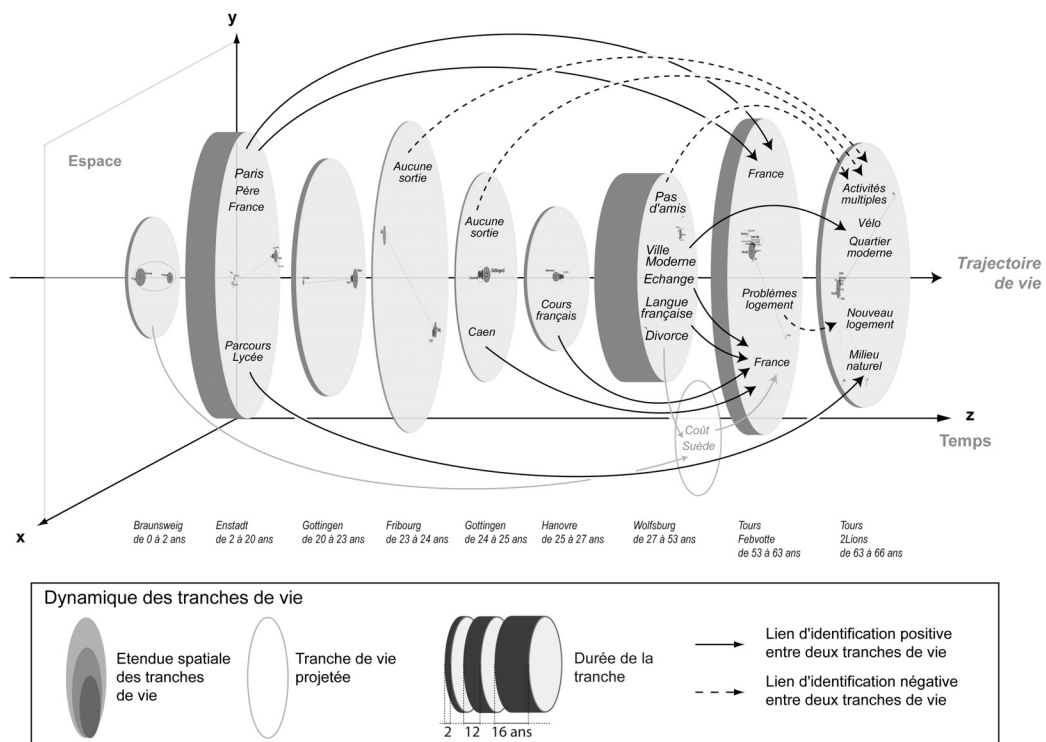 y
Espace
Paris
Père
France
Parcours
Lycée
Aucune
sortie
Aucune
sortie
Caen
Cours
français
Pas
d'amis
Ville
Moderne
Echange
Langue
française
Divorce
France
Problèmes
logement
France
Activités
multiples
Vélo
Quartier
moderne
Nouveau
logement
Milieu
naturel
Coût
Suède
Trajectoire
de vie
z
Temps
x
Braunsweig
de 0 à 2 ans
Enstadt
de 2 à 20 ans
Gottingen
de 20 à 23 ans
Fribourg
de 23 à 24 ans
Gottingen
de 24 à 25 ans
Hanovre
de 25 à 27 ans
Wolfsburg
de 27 à 53 ans
Tours
Febvotte
de 53 à 63 ans
Tours
2Lions
de 63 à 66 ans
Dynamique des tranches de vie
Etendue spatiale
des tranches
de vie
Tranche de vie
projetée
2 12 16 ans
Durée de la
tranche
Lien d'identification positive
entre deux tranches de vie
Lien d'identification négative
entre deux tranches de vie